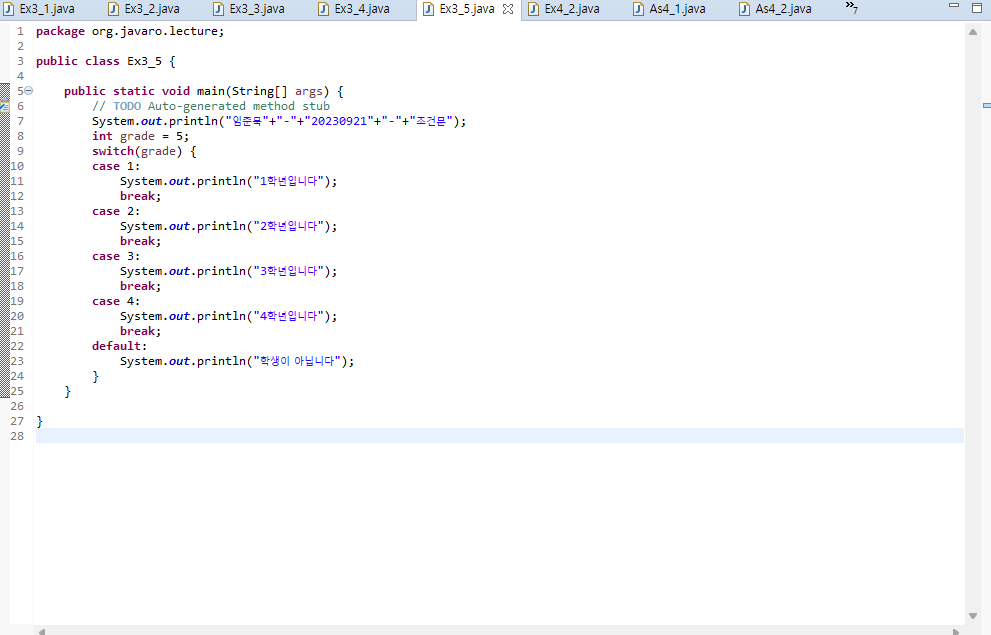 Ex3_1.java Ex3_2.java Ex3_3.java Ex3_4.java Ex3_5.java Ex4_2.java As4_1.java As4_2.java »7
1 package org.javaro.lecture;
2
3 public class Ex3_5 {
4
5 public static void main(String[] args) {
6 // TODO Auto-generated method stub
7 System.out.println("임준묵"+"-"+"20230921"+"-"+"조건문");
8 int grade = 5;
9 switch(grade) {
10 case 1:
11 System.out.println("1학년입니다");
12 break;
13 case 2:
14 System.out.println("2학년입니다");
15 break;
16 case 3:
17 System.out.println("3학년입니다");
18 break;
19 case 4:
20 System.out.println("4학년입니다");
21 break;
22 default:
23 System.out.println("학생이 아닙니다");
24 }
25 }
26
27 }
28